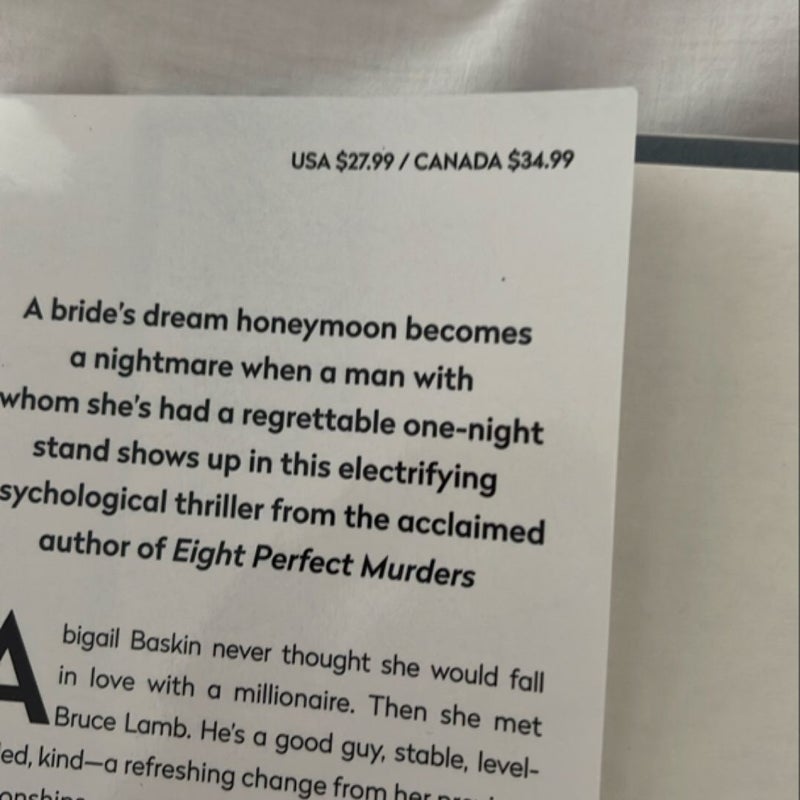 USA $27.99 / CANADA $34.99
A bride's dream honeymoon becomes
a nightmare when a man with
whom she's had a regrettable one-night
stand shows up in this electrifying
sychological thriller from the acclaimed
author of Eight Perfect Murders
Abigail Baskin never thought she would fall
in love with a millionaire. Then she met
Bruce Lamb. He's a good guy, stable, level-
ed, kind—a refreshing change from her